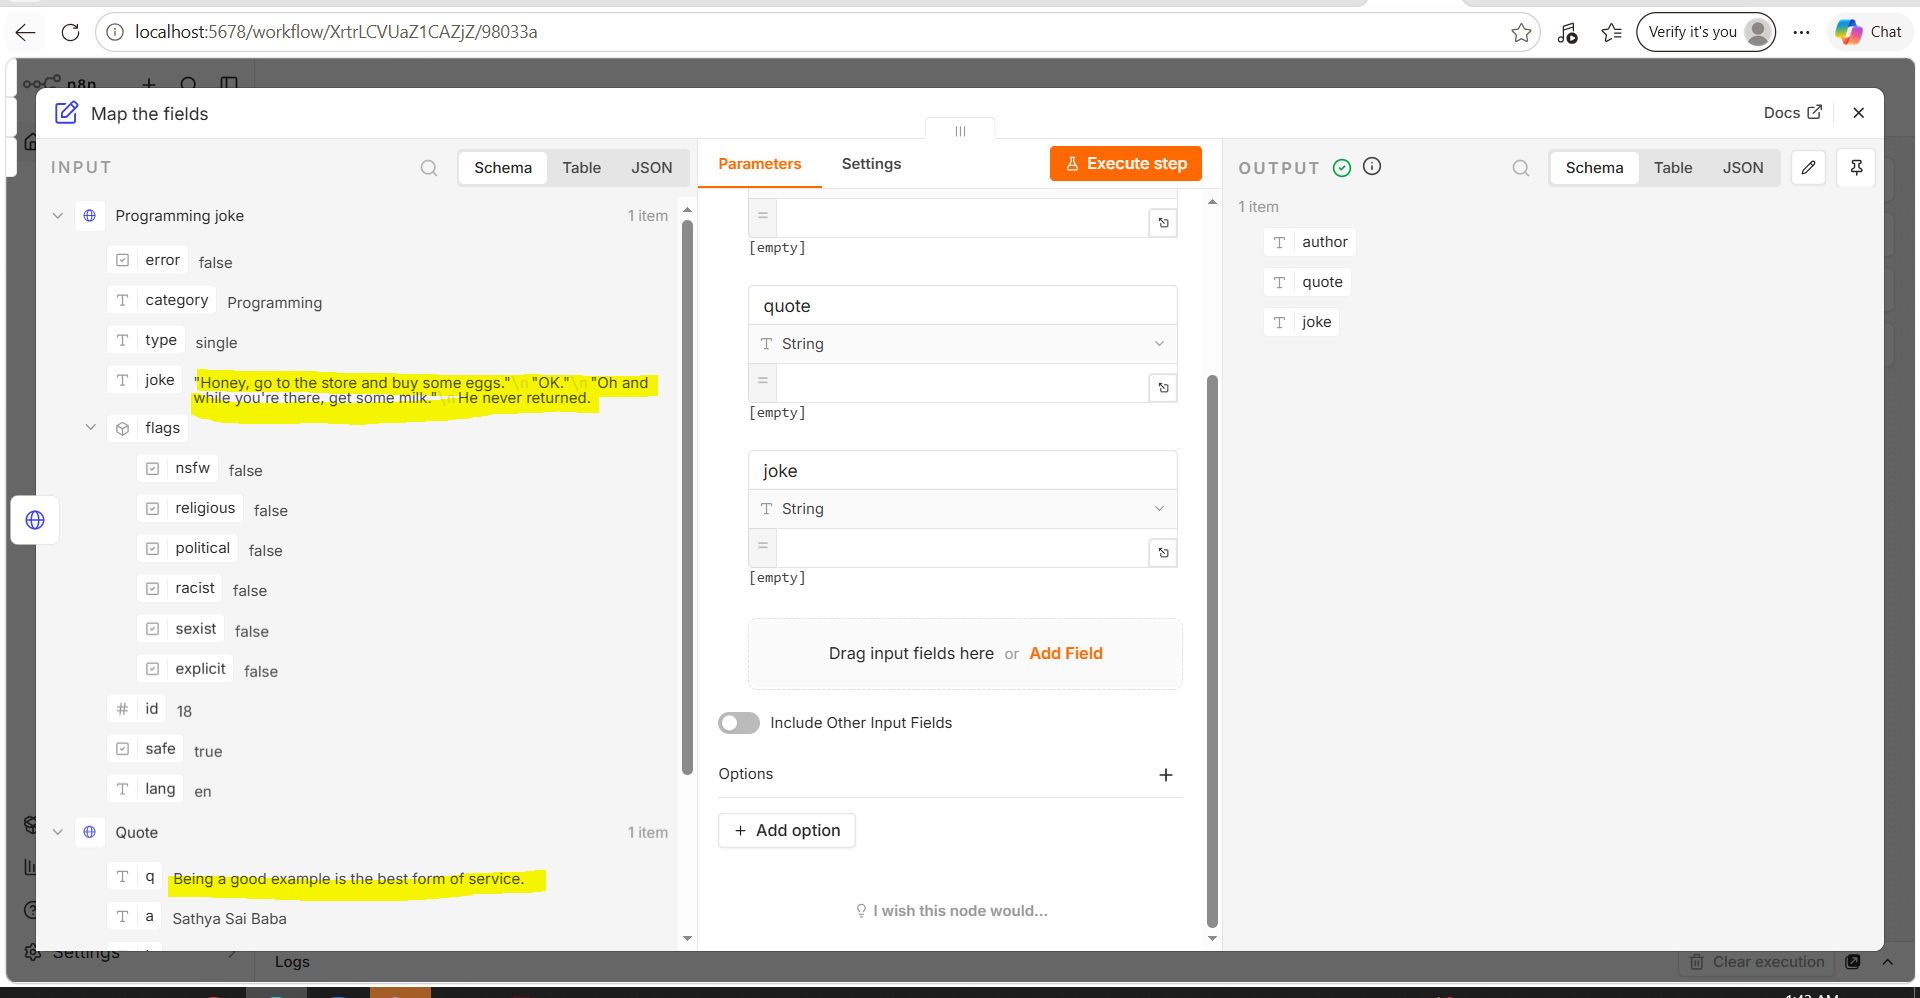 localhost:5678/workflow/XrtrLCVUaZ1CAZjZ/98033a
Verify it's you
Chat
n8n
Map the fields
Docs
INPUT
Schema
Table
JSON
Parameters
Settings
Execute step
OUTPUT
Schema
Table
JSON
1 item
Programming joke
1 item
error
false
category
Programming
type
single
joke
"Honey, go to the store and buy some eggs."\n "OK."\n "Oh and
while you're there, get some milk."\n He never returned.
flags
nsfw
false
religious
false
political
false
racist
false
sexist
false
explicit
false
# id
18
safe
true
lang
en
Quote
1 item
q
Being a good example is the best form of service.
a
Sathya Sai Baba
=
[empty]
quote
String
=
[empty]
joke
String
=
[empty]
Drag input fields here or Add Field
Include Other Input Fields
Options
+
+ Add option
I wish this node would...
author
quote
joke
Settings
Logs
Clear execution